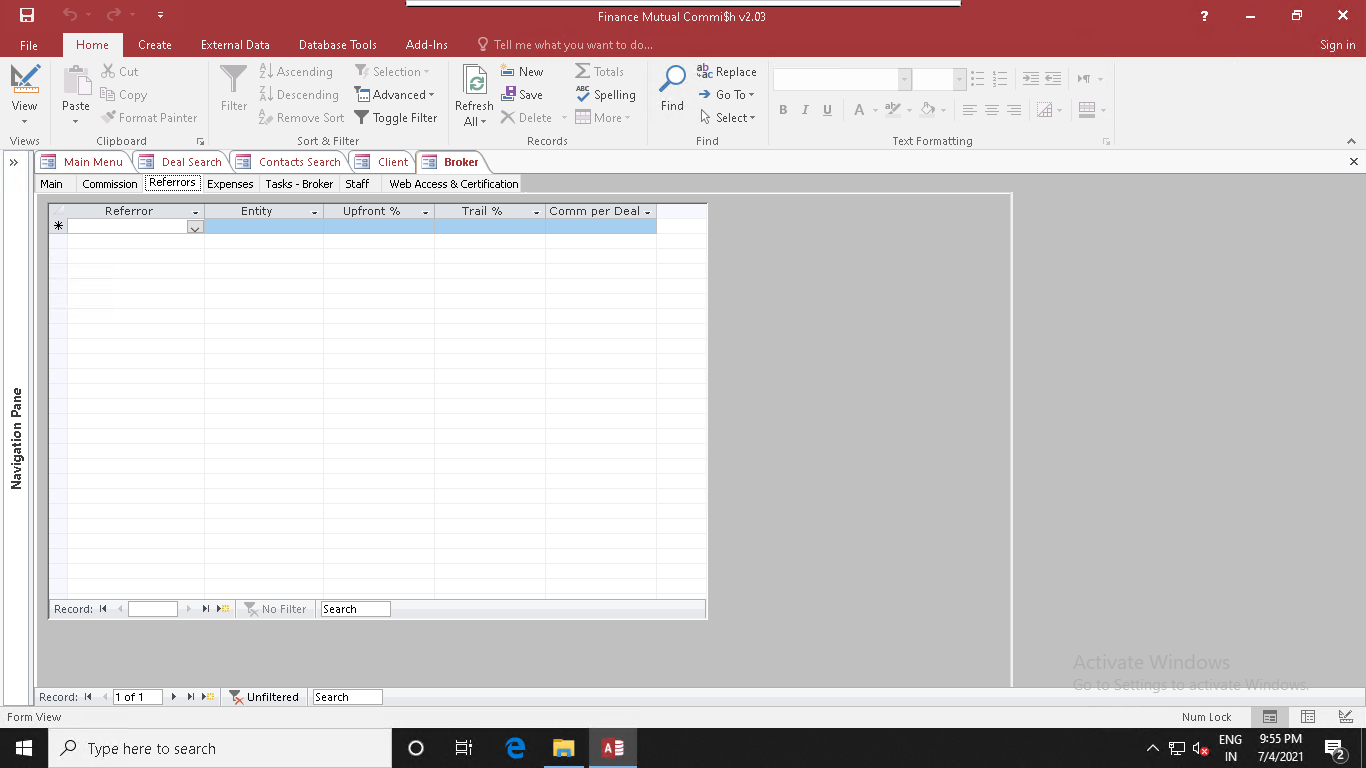 Finance Mutual Commi$h v2.03
?
File Home Create External Data Database Tools Add-Ins Tell me what you want to do... Sign in
View
Views
Paste
Cut
Copy
Format Painter
Clipboard
Filter
Ascending
Descending
Remove Sort
Selection
Advanced
Toggle Filter
Sort & Filter
Refresh
All
New
Save
Delete
Totals
Spelling
More
Records
Find
Replace
Go To
Select
Find
B I U A
Text Formatting
Main Menu Deal Search Contacts Search Client Broker
Main Commission Referrors Expenses Tasks - Broker Staff Web Access & Certification
Referror Entity Upfront % Trail % Comm per Deal
Navigation Pane
Record: No Filter Search
Activate Windows
Go to Settings to activate Windows.
Record: 1 of 1 Unfiltered Search
Form View Num Lock
Type here to search
ENG
IN
9:55 PM
7/4/2021
2